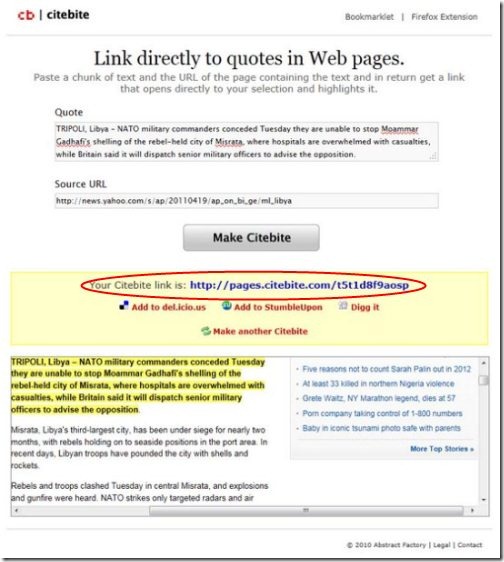 cb | citebite
Bookmarklet | Firefox Extension
Link directly to quotes in Web pages.
Paste a chunk of text and the URL of the page containing the text and in return get a link
that opens directly to your selection and highlights it.
Quote
TRIPOLI, Libya – NATO military commanders conceded Tuesday they are unable to stop Moammar
Gadhafi's shelling of the rebel-held city of Misrata, where hospitals are overwhelmed with casualties,
while Britain said it will dispatch senior military officers to advise the opposition.
Source URL
http://news.yahoo.com/s/ap/20110419/ap_on_bi_ge/ml_libya
Make Citebite
Your Citebite link is: http://pages.citebite.com/t5t1d8f9aosp
Add to del.icio.us Add to StumbleUpon Digg it
Make another Citebite
TRIPOLI, Libya – NATO military commanders conceded Tuesday
they are unable to stop Moammar Gadhafi's shelling of the
rebel-held city of Misrata, where hospitals are overwhelmed with
casualties, while Britain said it will dispatch senior military
officers to advise the opposition.
Misrata, Libya's third-largest city, has been under siege for nearly two
months, with rebels holding on to seaside positions in the port area. In
recent days, Libyan troops have pounded the city with shells and
rockets.
Rebels and troops clashed Tuesday in central Misrata, and explosions
and gunfire were heard. NATO strikes only targeted radars and air
Five reasons not to count Sarah Palin out in 2012
At least 33 killed in northern Nigeria violence
Grete Waitz, NY Marathon legend, dies at 57
Porn company taking control of 1-800 numbers
Baby in iconic tsunami photo safe with parents
More Top Stories »
© 2010 Abstract Factory | Legal | Contact